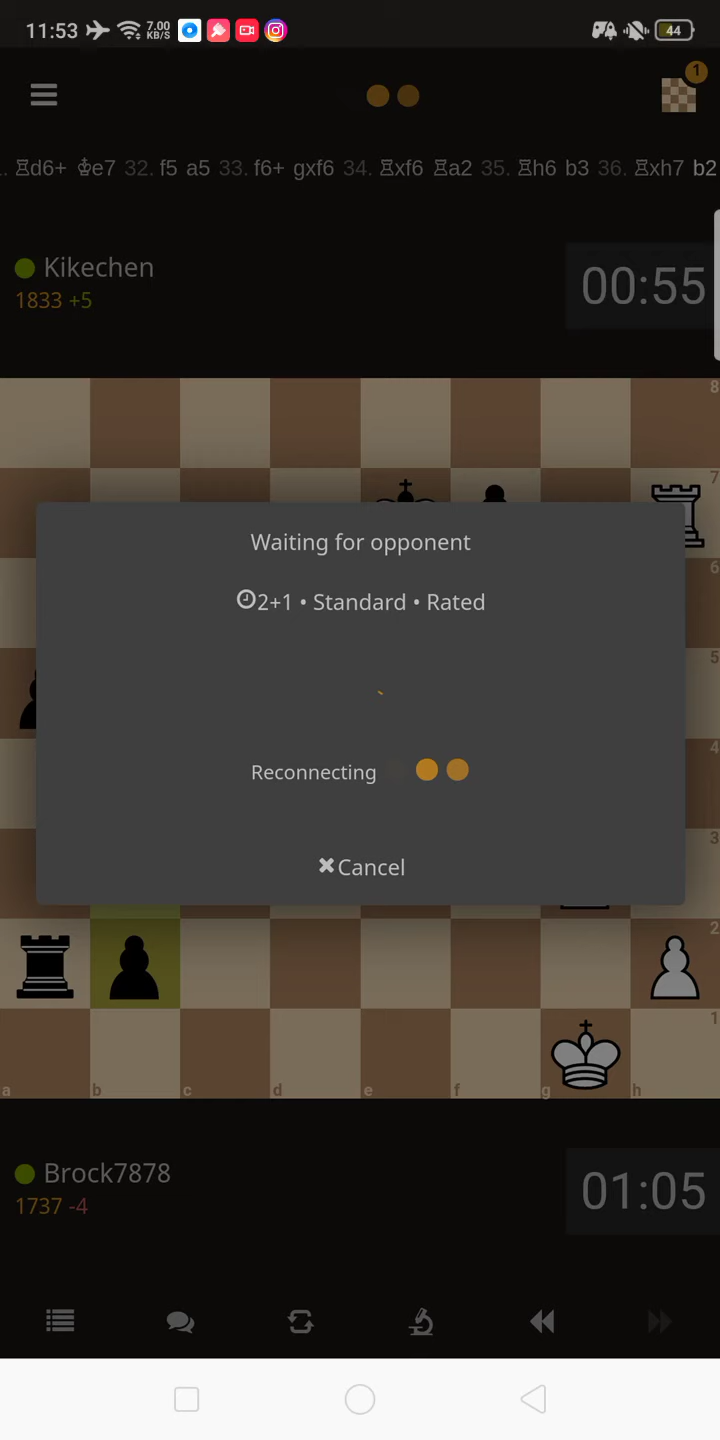 11:53 7.00 KB/S 44
1
. ♖d6+ ♔e7 32. f5 a5 33. f6+ gxf6 34. ♖xf6 ♖a2 35. ♖h6 b3 36. ♖xh7 b2
Kikechen
1833 +5
00:55
8
7
Waiting for opponent
2+1 • Standard • Rated
6
5
Reconnecting
4
Cancel
3
2
1
a b c d e f g h
Brock7878
1737 -4
01:05